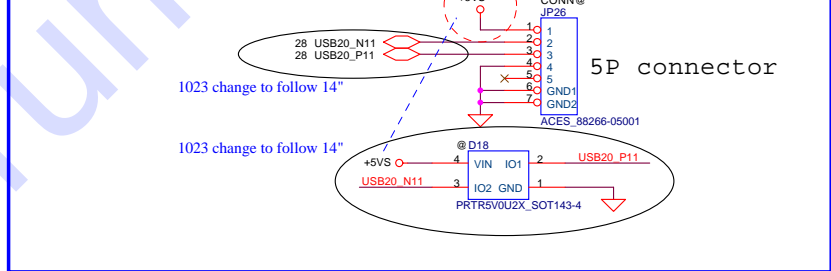 CONN@
JP26
1 1
28 USB20_N11 2 2
28 USB20_P11 3 3
4 4
5 5
6 GND1
7 GND2
5P connector
1023 change to follow 14"
ACES_88266-05001
1023 change to follow 14"
@ D18
+5VS 4 VIN IO1 2 USB20_P11
USB20_N11 3 IO2 GND 1
PRTR5V0U2X_SOT143-4